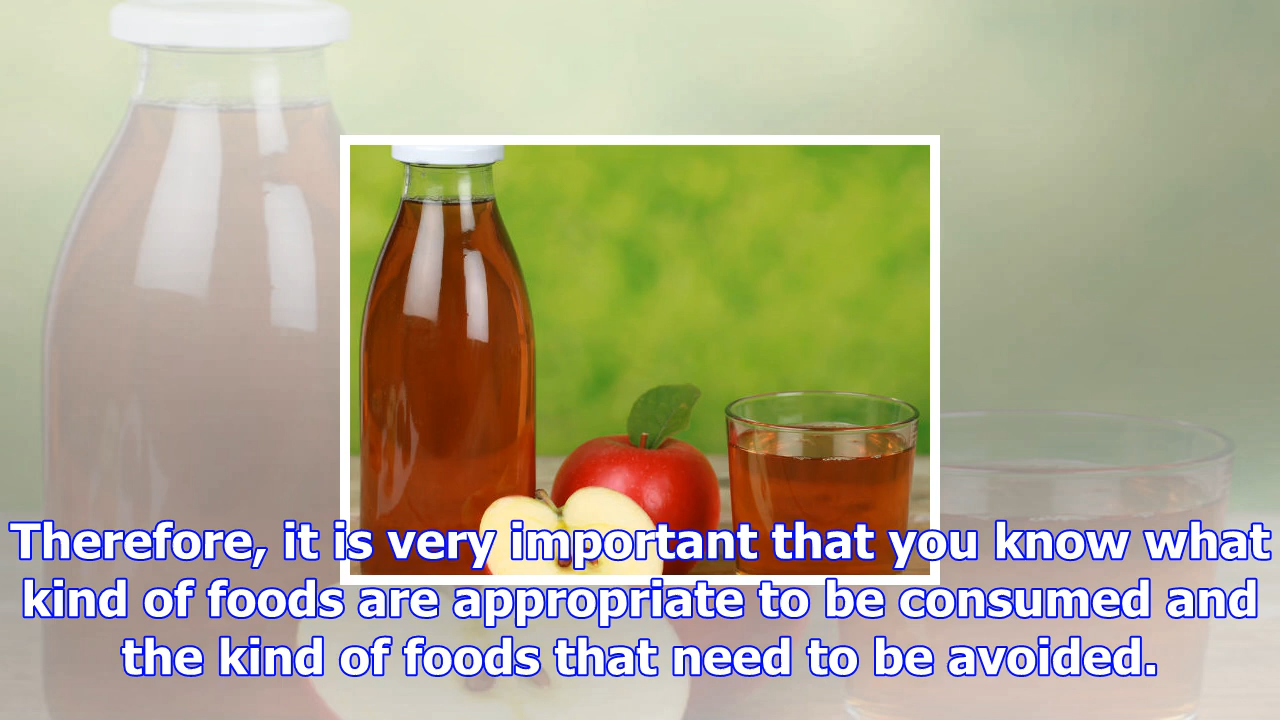 Therefore, it is very important that you know what
kind of foods are appropriate to be consumed and
the kind of foods that need to be avoided.